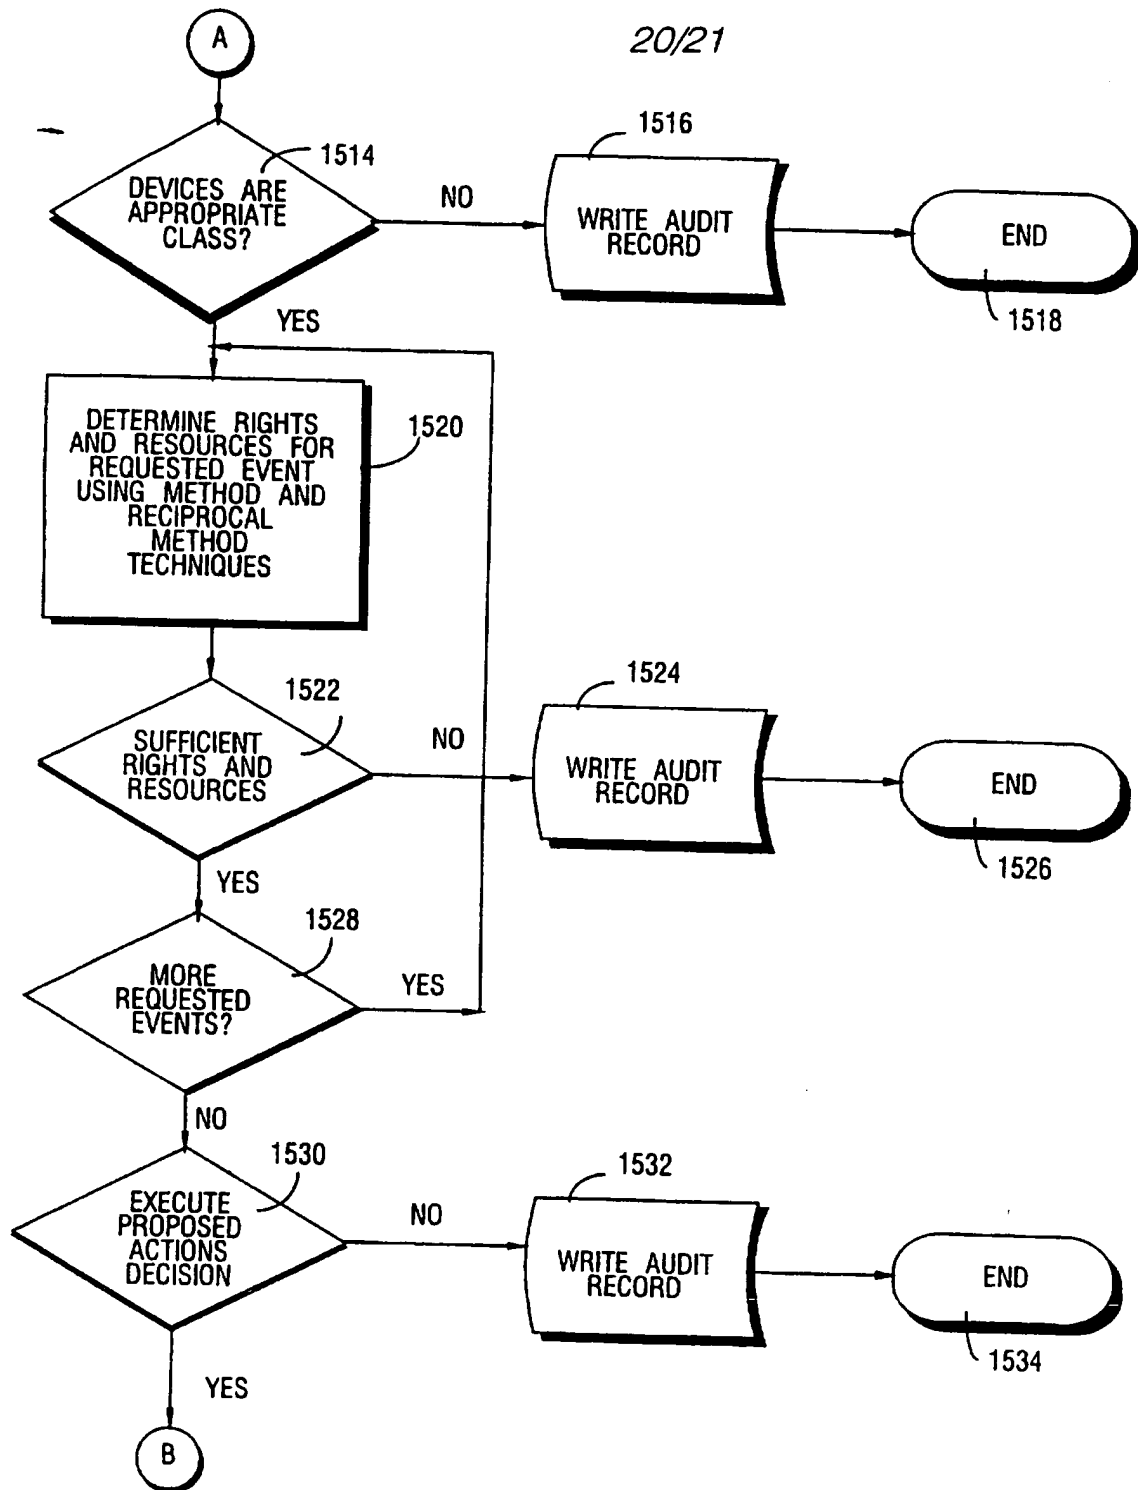 A
20/21
1514
DEVICES ARE
APPROPRIATE
CLASS?
NO
1516
WRITE AUDIT
RECORD
END
1518
YES
DETERMINE RIGHTS
AND RESOURCES FOR
REQUESTED EVENT
USING METHOD AND
RECIPROCAL
METHOD
TECHNIQUES
1520
1522
SUFFICIENT
RIGHTS AND
RESOURCES
NO
1524
WRITE AUDIT
RECORD
END
1526
YES
1528
MORE
REQUESTED
EVENTS?
YES
NO
1530
EXECUTE
PROPOSED
ACTIONS
DECISION
NO
1532
WRITE AUDIT
RECORD
END
1534
YES
B